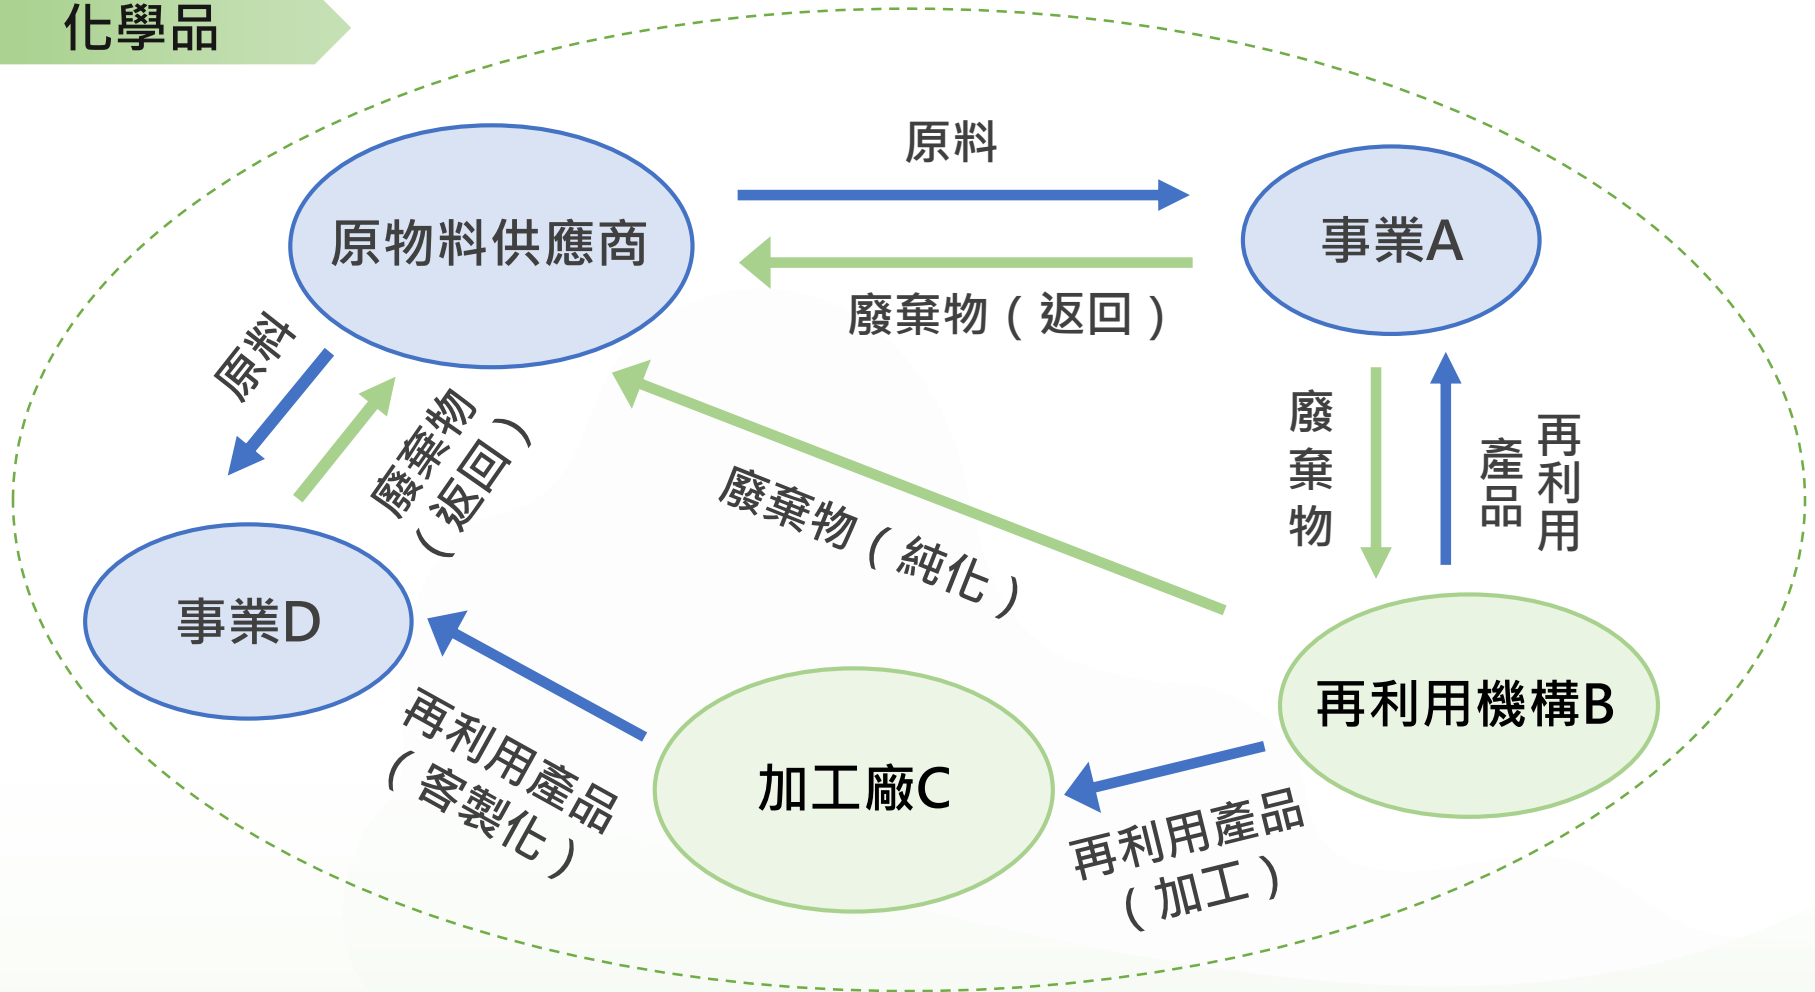 化學品
原料
原物料供應商
事業A
廢棄物（返回）
原料
廢棄物
（返回）
廢棄物
再利用
產品
廢棄物（純化）
事業D
再利用機構B
加工廠C
再利用產品
（客製化）
再利用產品
（加工）